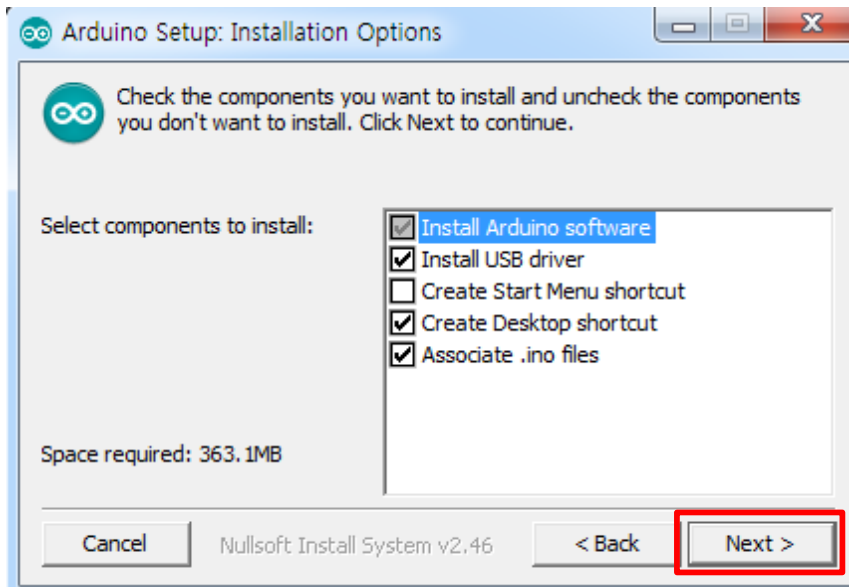 Arduino Setup: Installation Options
Check the components you want to install and uncheck the components
you don't want to install. Click Next to continue.
Select components to install:
Install Arduino software
Install USB driver
Create Start Menu shortcut
Create Desktop shortcut
Associate .ino files
Space required: 363.1MB
Cancel
Nullsoft Install System v2.46
< Back
Next >